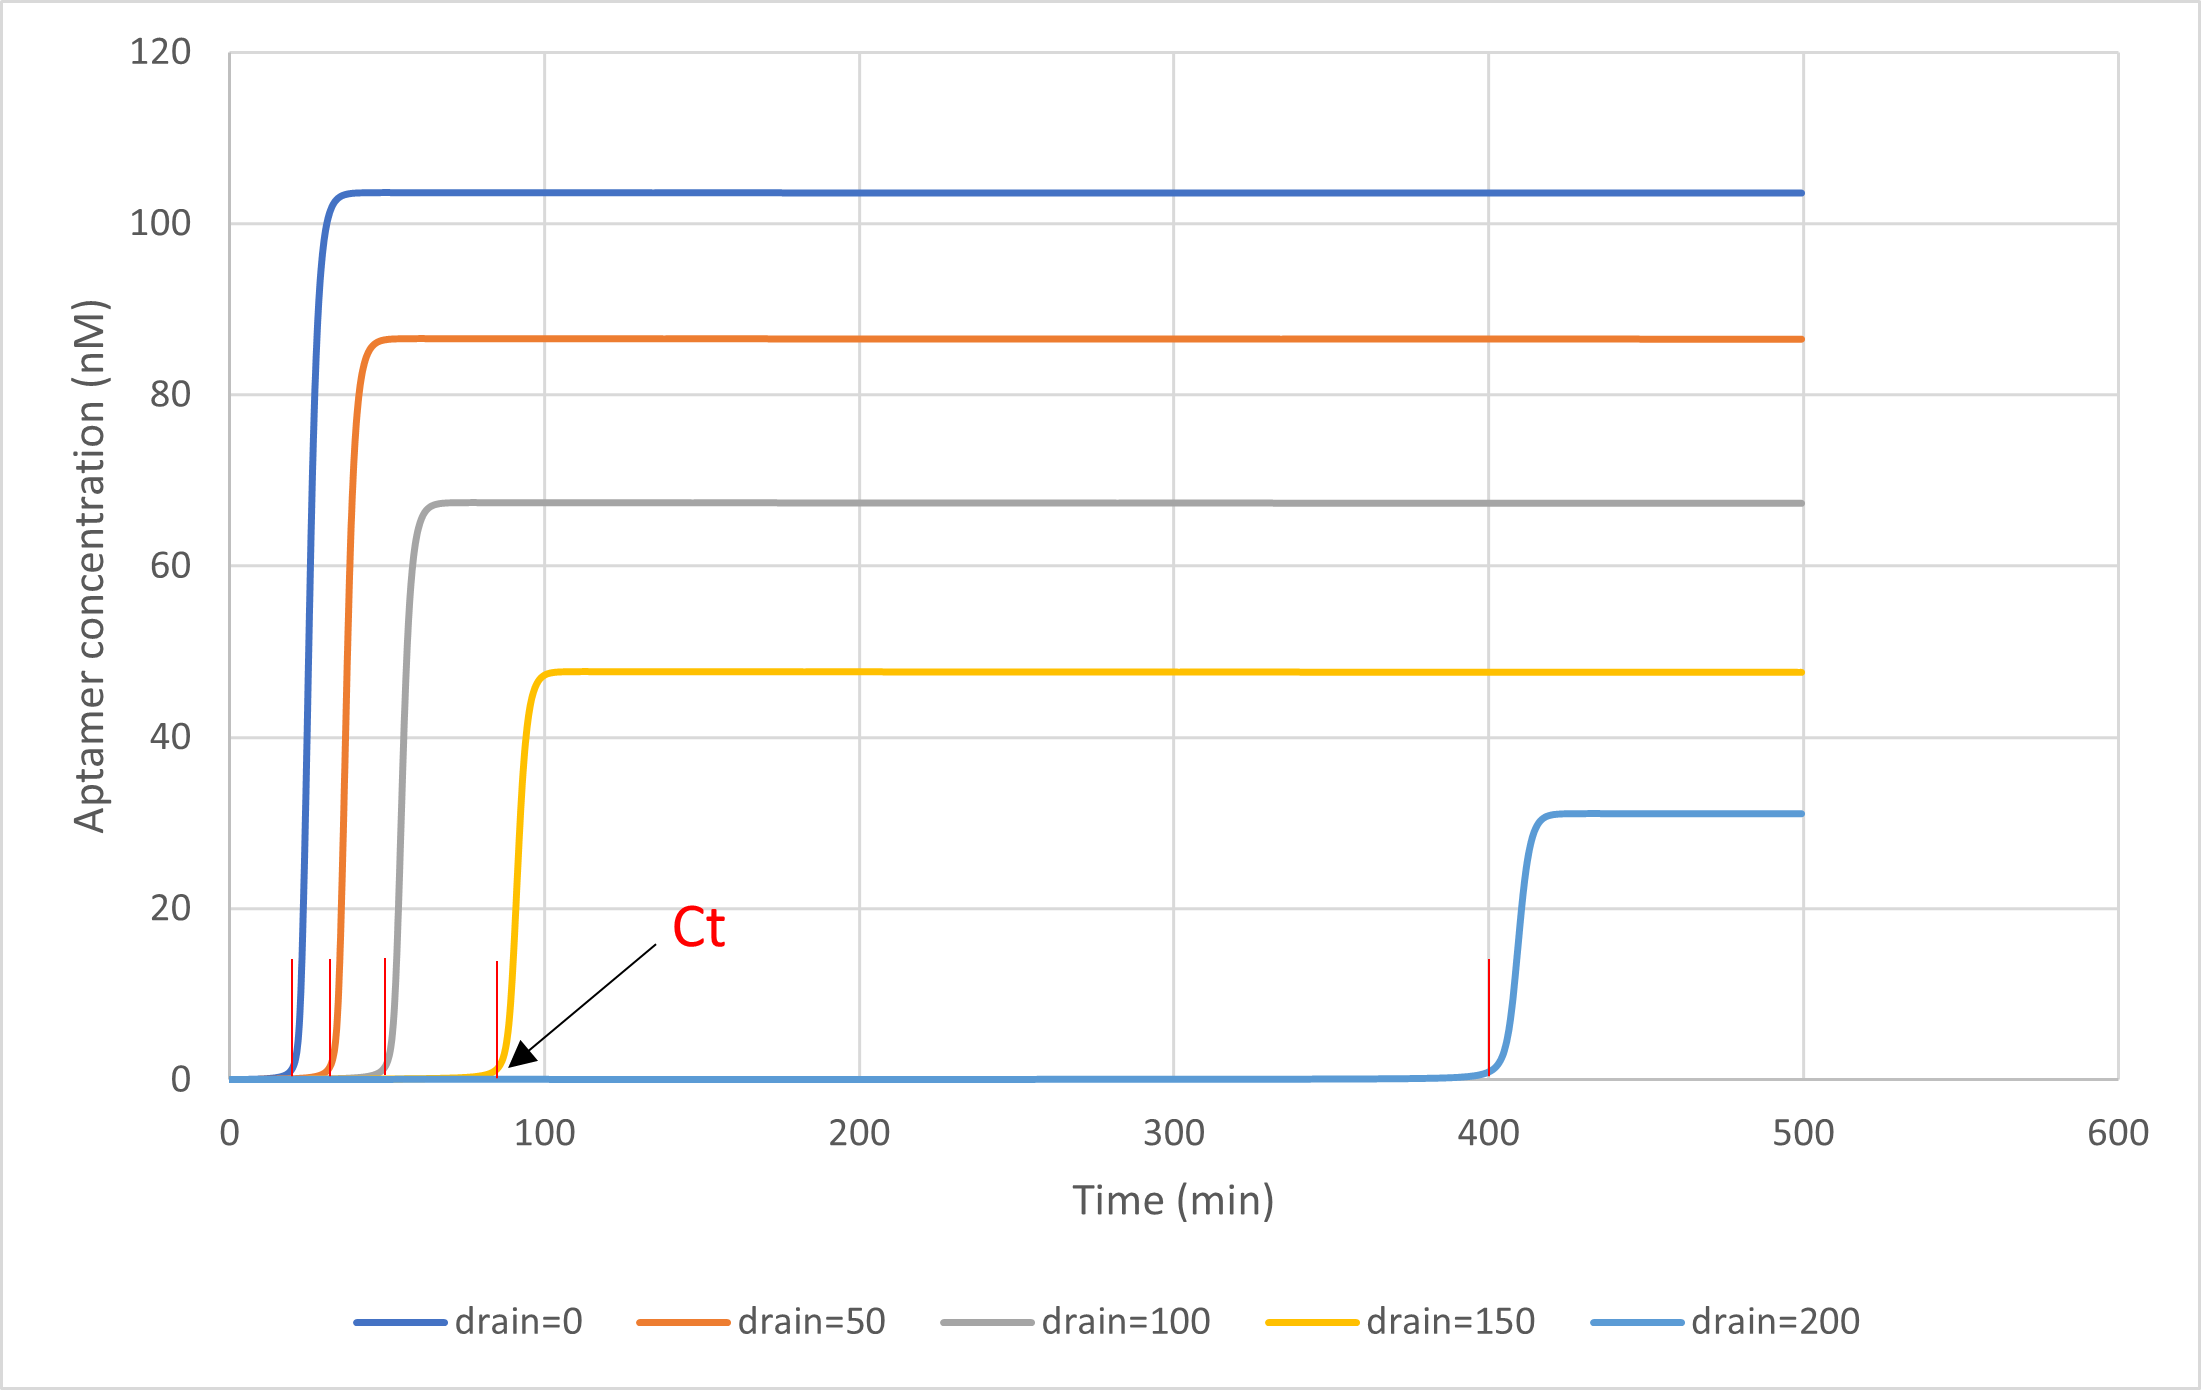 120
100
80
60
40
20
0
Aptamer concentration (nM)
Ct
0 100 200 300 400 500 600
Time (min)
drain=0 drain=50 drain=100 drain=150 drain=200